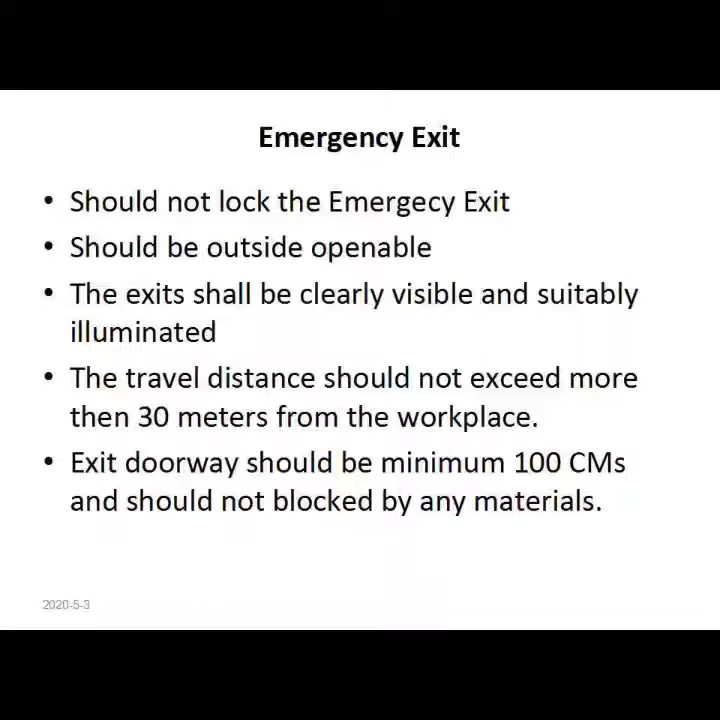 Emergency Exit
• Should not lock the Emergecy Exit
• Should be outside openable
• The exits shall be clearly visible and suitably
illuminated
• The travel distance should not exceed more
then 30 meters from the workplace.
• Exit doorway should be minimum 100 CMs
and should not blocked by any materials.
2020-5-3